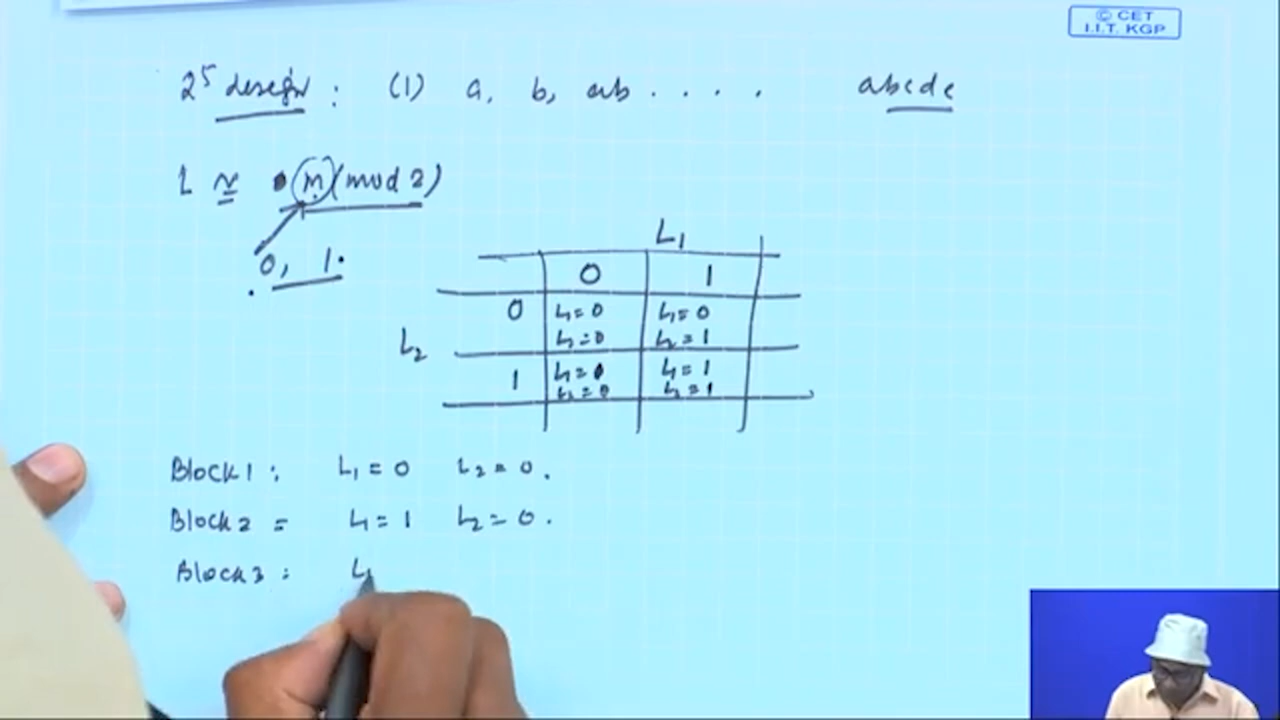 © CET
I.I.T. KGP
2⁵ design : (1) a, b, ab . . . . abcde
L ≅ (m)(mod 2)
0, 1.
L₁
0 1
0 L₁=0 L₁=0
L₂ L₂=0 L₂=1
1 L₁=0 L₁=1
L₂=0 L₂=1
Block 1 : L₁ = 0 L₂ = 0.
Block 2 = L₁ = 1 L₂ = 0.
Block 3 : L₁